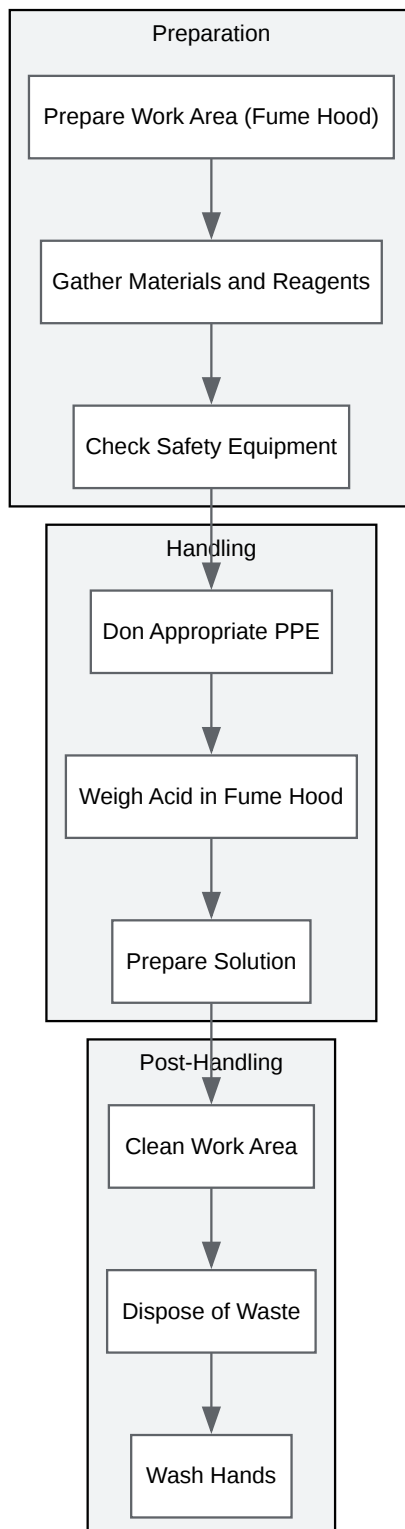 Preparation
Prepare Work Area (Fume Hood)
Gather Materials and Reagents
Check Safety Equipment
Handling
Don Appropriate PPE
Weigh Acid in Fume Hood
Prepare Solution
Post-Handling
Clean Work Area
Dispose of Waste
Wash Hands